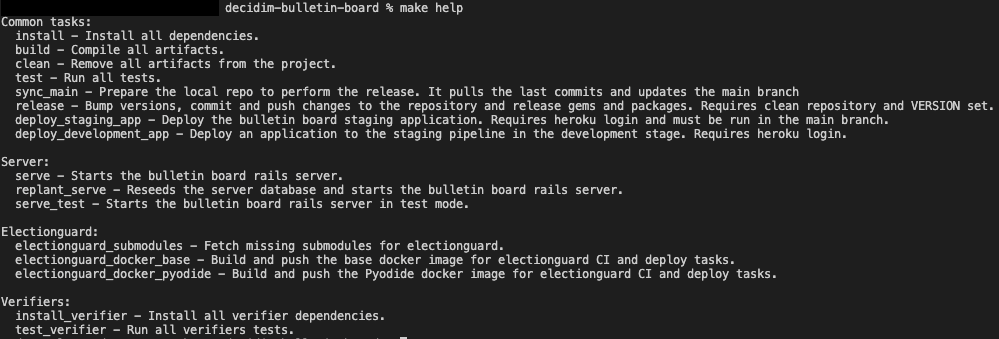 decidim-bulletin-board % make help
Common tasks:
install - Install all dependencies.
build - Compile all artifacts.
clean - Remove all artifacts from the project.
test - Run all tests.
sync_main - Prepare the local repo to perform the release. It pulls the last commits and updates the main branch
release - Bump versions, commit and push changes to the repository and release gems and packages. Requires clean repository and VERSION set.
deploy_staging_app - Deploy the bulletin board staging application. Requires heroku login and must be run in the main branch.
deploy_development_app - Deploy an application to the staging pipeline in the development stage. Requires heroku login.
Server:
serve - Starts the bulletin board rails server.
replant_serve - Reseeds the server database and starts the bulletin board rails server.
serve_test - Starts the bulletin board rails server in test mode.
Electionguard:
electionguard_submodules - Fetch missing submodules for electionguard.
electionguard_docker_base - Build and push the base docker image for electionguard CI and deploy tasks.
electionguard_docker_pyodide - Build and push the Pyodide docker image for electionguard CI and deploy tasks.
Verifiers:
install_verifier - Install all verifier dependencies.
test_verifier - Run all verifiers tests.